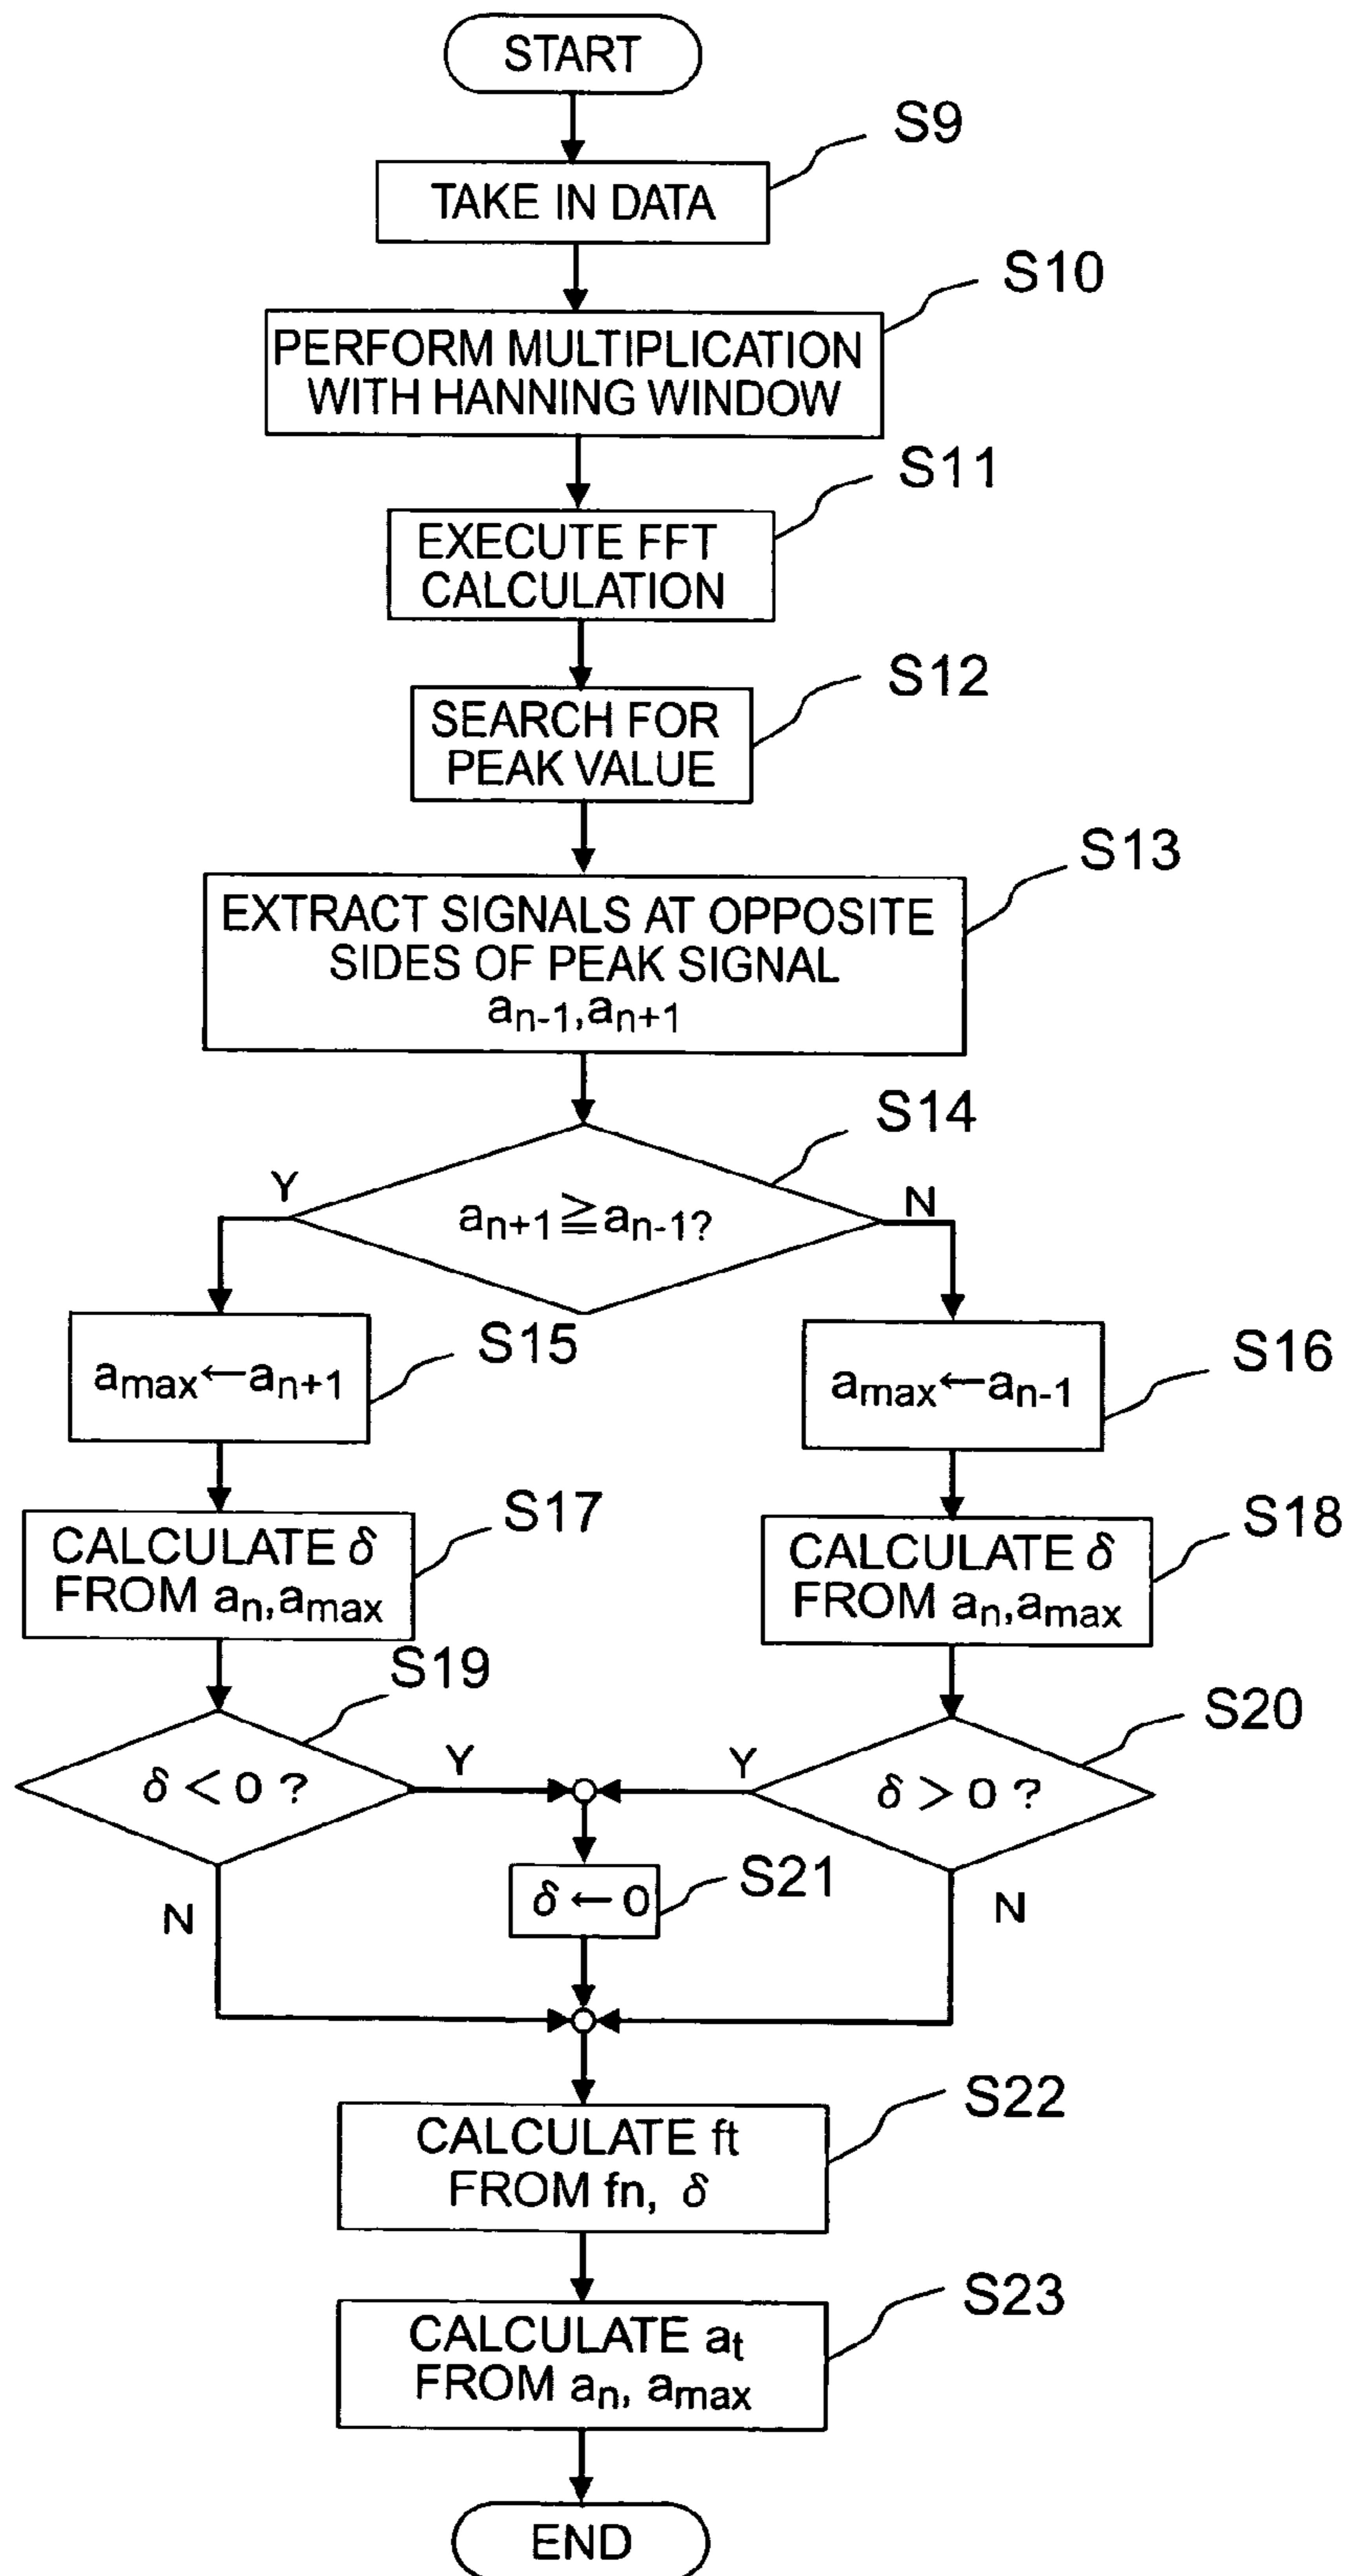 START
S9
TAKE IN DATA
S10
PERFORM MULTIPLICATION
WITH HANNING WINDOW
S11
EXECUTE FFT
CALCULATION
S12
SEARCH FOR
PEAK VALUE
S13
EXTRACT SIGNALS AT OPPOSITE
SIDES OF PEAK SIGNAL
an-1,an+1
S14
Y
an+1≧an-1?
N
S15
amax←an+1
S16
amax←an-1
S17
CALCULATE δ
FROM an,amax
S18
CALCULATE δ
FROM an,amax
S19
δ<0?
Y
S20
Y
δ>0?
S21
δ←0
N
N
S22
CALCULATE ft
FROM fn, δ
S23
CALCULATE at
FROM an, amax
END